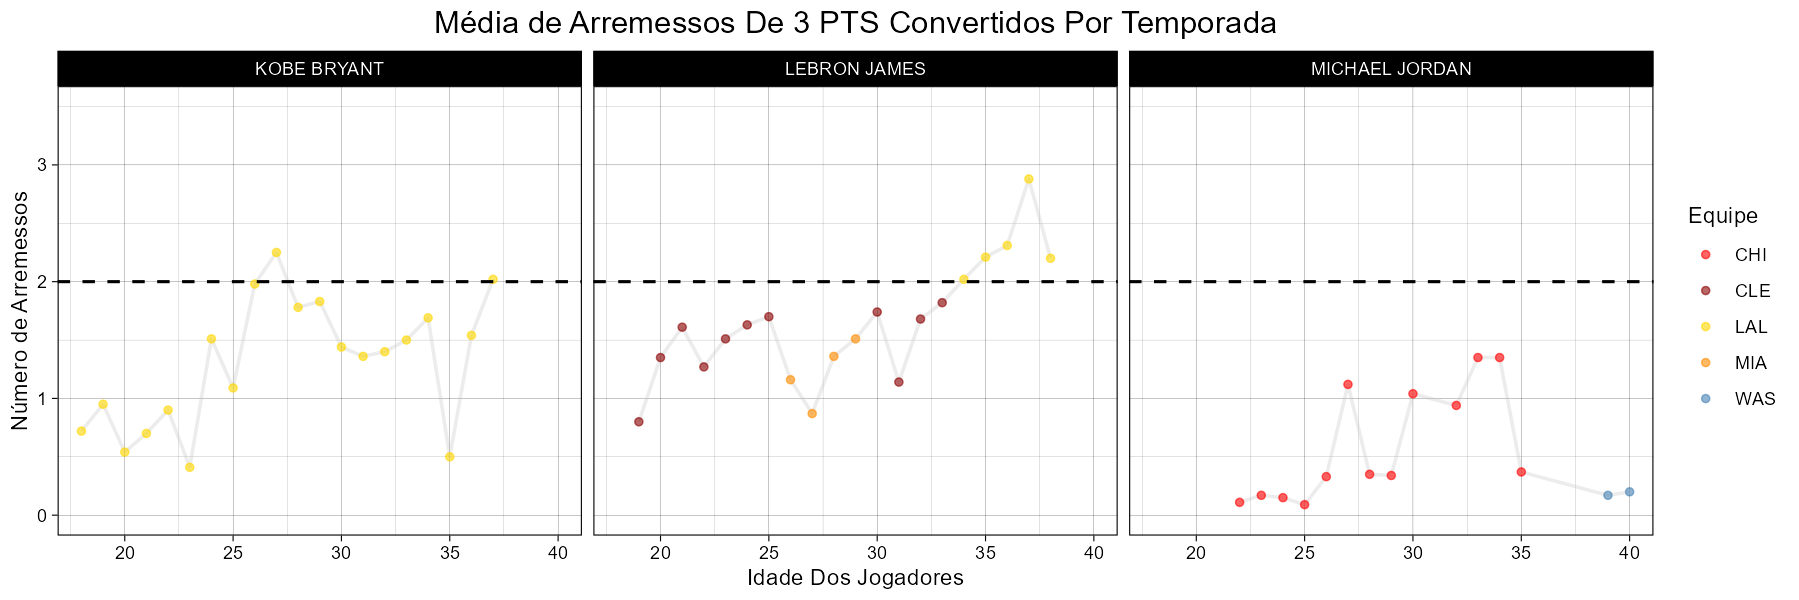 Média de Arremessos De 3 PTS Convertidos Por Temporada
KOBE BRYANT
LEBRON JAMES
MICHAEL JORDAN
Número de Arremessos
3
2
1
0
20 25 30 35 40
20 25 30 35 40
20 25 30 35 40
Idade Dos Jogadores
Equipe
CHI
CLE
LAL
MIA
WAS